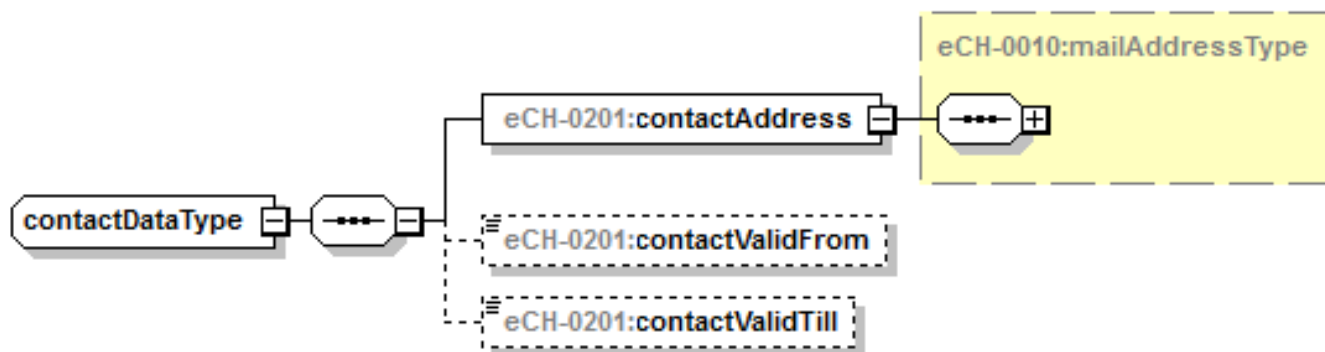 eCH-0010:mailAddressType
eCH-0201:contactAddress
contactDataType
eCH-0201:contactValidFrom
eCH-0201:contactValidTill